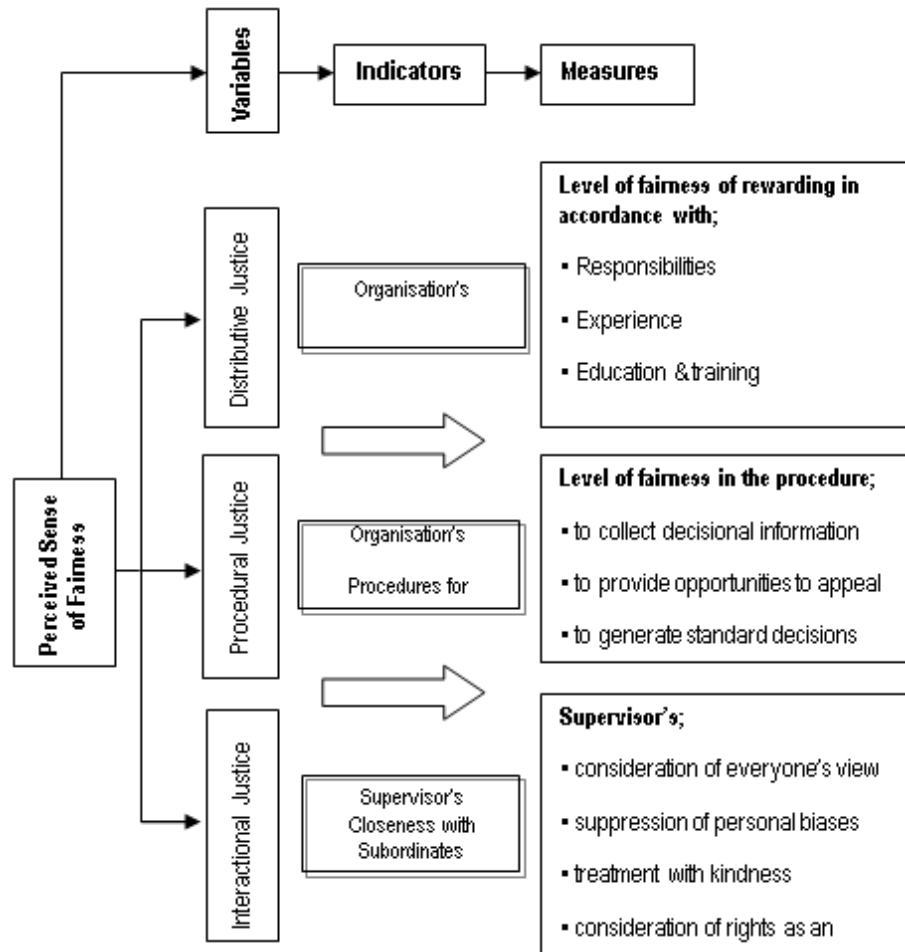 Variables
Indicators
Measures
Perceived Sense
of Fairness
Distributive Justice
Organisation's
Level of fairness of rewarding in
accordance with;
▪ Responsibilities
▪ Experience
▪ Education & training
Procedural Justice
Organisation's
Procedures for
Level of fairness in the procedure;
▪ to collect decisional information
▪ to provide opportunities to appeal
▪ to generate standard decisions
Interactional Justice
Supervisor's
Closeness with
Subordinates
Supervisor's;
▪ consideration of everyone's view
▪ suppression of personal biases
▪ treatment with kindness
▪ consideration of rights as an